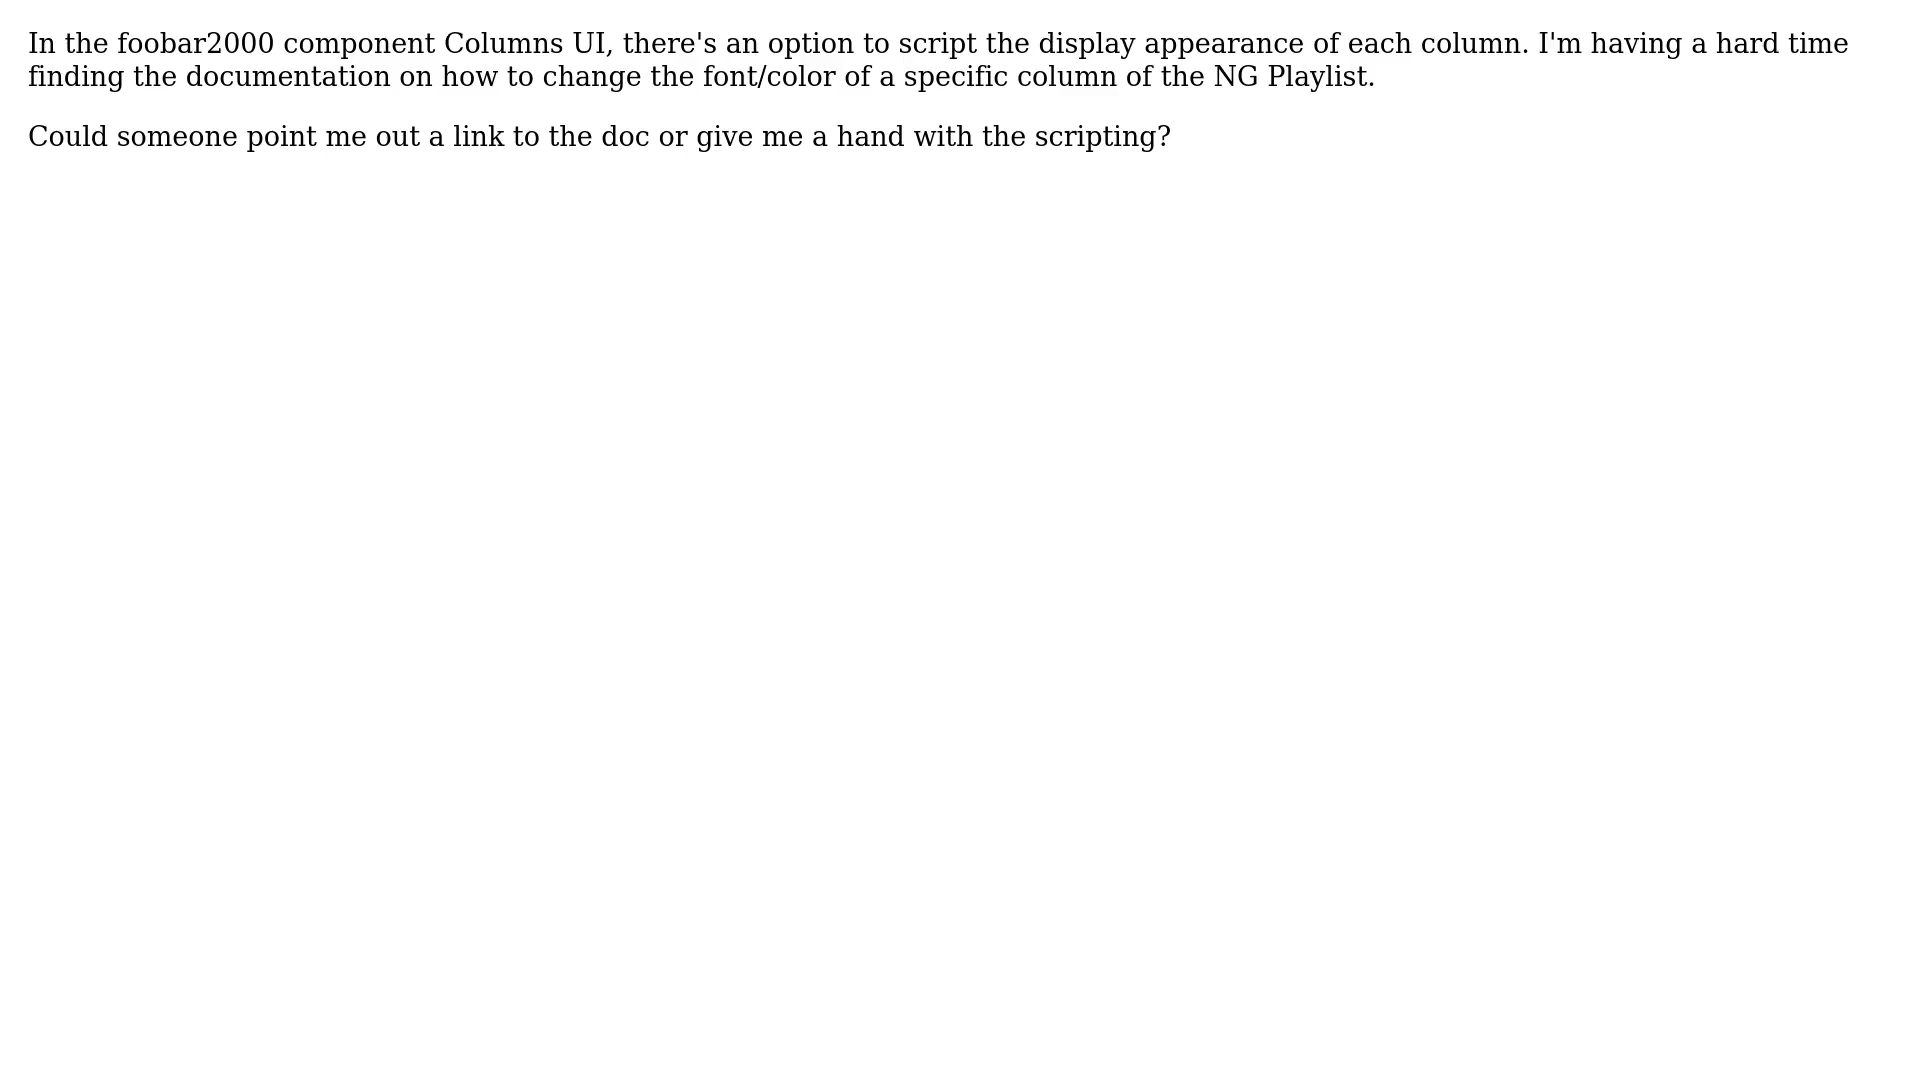 In the foobar2000 component Columns UI, there's an option to script the display appearance of each column. I'm having a hard time
finding the documentation on how to change the font/color of a specific column of the NG Playlist.
Could someone point me out a link to the doc or give me a hand with the scripting?